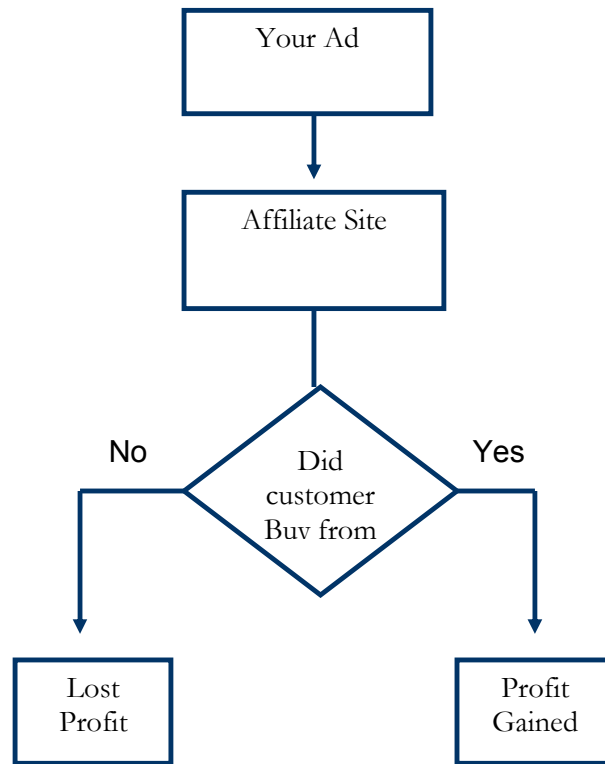 Your Ad
Affiliate Site
No
Yes
Did
customer
Buv from
Lost
Profit
Profit
Gained